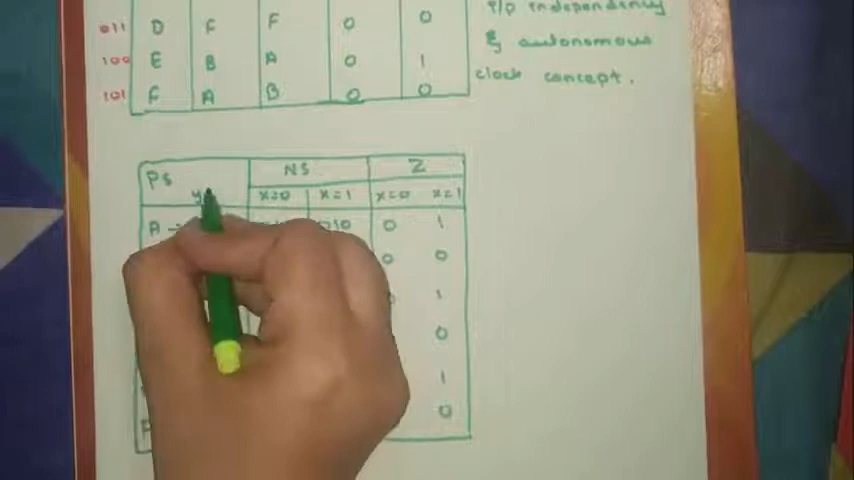 I/p independency
011 D F F 0 0
& autonomous
100 E B A 0 1
clock concept.
101 F A B 0 0
PS NS Z
y x=0 x=1 x=0 x=1
A 010 0 1
0 0
1
0
1
0